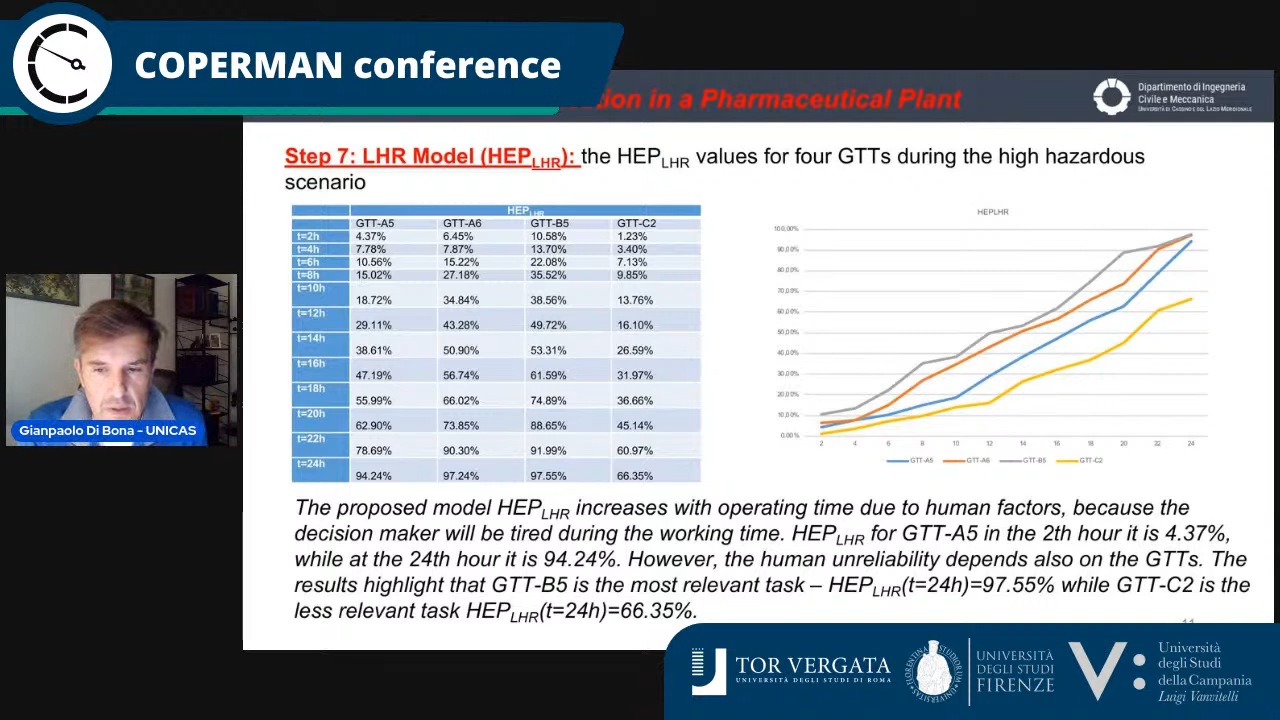 COPERMAN conference
tion in a Pharmaceutical Plant
Dipartimento di Ingegneria
Civile e Meccanica
UNIVERSITÀ DI CASSINO E DEL LAZIO MERIDIONALE
Step 7: LHR Model (HEPLHR): the HEPLHR values for four GTTs during the high hazardous
scenario
HEPLHR
GTT-A5 GTT-A6 GTT-B5 GTT-C2
t=2h 4.37% 6.45% 10.58% 1.23%
t=4h 7.78% 7.87% 13.70% 3.40%
t=6h 10.56% 15.22% 22.08% 7.13%
t=8h 15.02% 27.18% 35.52% 9.85%
t=10h 18.72% 34.84% 38.56% 13.76%
t=12h 29.11% 43.28% 49.72% 16.10%
t=14h 38.61% 50.90% 53.31% 26.59%
t=16h 47.19% 56.74% 61.59% 31.97%
t=18h 55.99% 66.02% 74.89% 36.66%
t=20h 62.90% 73.85% 88.65% 45.14%
t=22h 78.69% 90.30% 91.99% 60.97%
t=24h 94.24% 97.24% 97.55% 66.35%
HEPLHR
100,00%
90,00%
80,00%
70,00%
60,00%
50,00%
40,00%
30,00%
20,00%
10,00%
0,00%
2 4 6 8 10 12 14 16 18 20 22 24
GTT-A5 GTT-A6 GTT-B5 GTT-C2
The proposed model HEPLHR increases with operating time due to human factors, because the
decision maker will be tired during the working time. HEPLHR for GTT-A5 in the 2th hour it is 4.37%,
while at the 24th hour it is 94.24%. However, the human unreliability depends also on the GTTs. The
results highlight that GTT-B5 is the most relevant task – HEPLHR(t=24h)=97.55% while GTT-C2 is the
less relevant task HEPLHR(t=24h)=66.35%.
Gianpaolo Di Bona - UNICAS
TOR VERGATA
UNIVERSITÀ DEGLI STUDI DI ROMA
UNIVERSITÀ
DEGLI STUDI
FIRENZE
V:
Università
degli Studi
della Campania
Luigi Vanvitelli